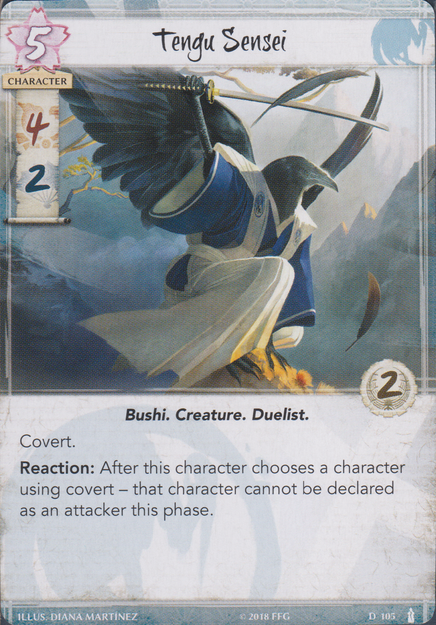 5
Tengu Sensei
CHARACTER
4
2
2
Bushi. Creature. Duelist.
Covert.
Reaction: After this character chooses a character
using covert – that character cannot be declared
as an attacker this phase.
ILLUS. DIANA MARTÍNEZ © 2018 FFG D 105